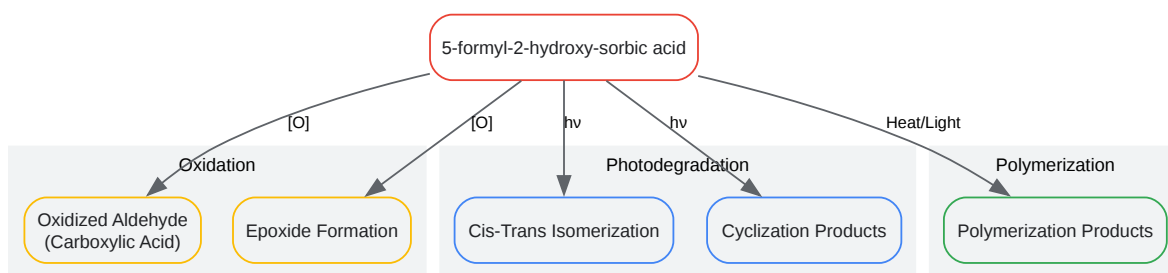 5-formyl-2-hydroxy-sorbic acid
[O]
[O]
hν
hν
Heat/Light
Oxidation
Photodegradation
Polymerization
Oxidized Aldehyde
(Carboxylic Acid)
Epoxide Formation
Cis-Trans Isomerization
Cyclization Products
Polymerization Products